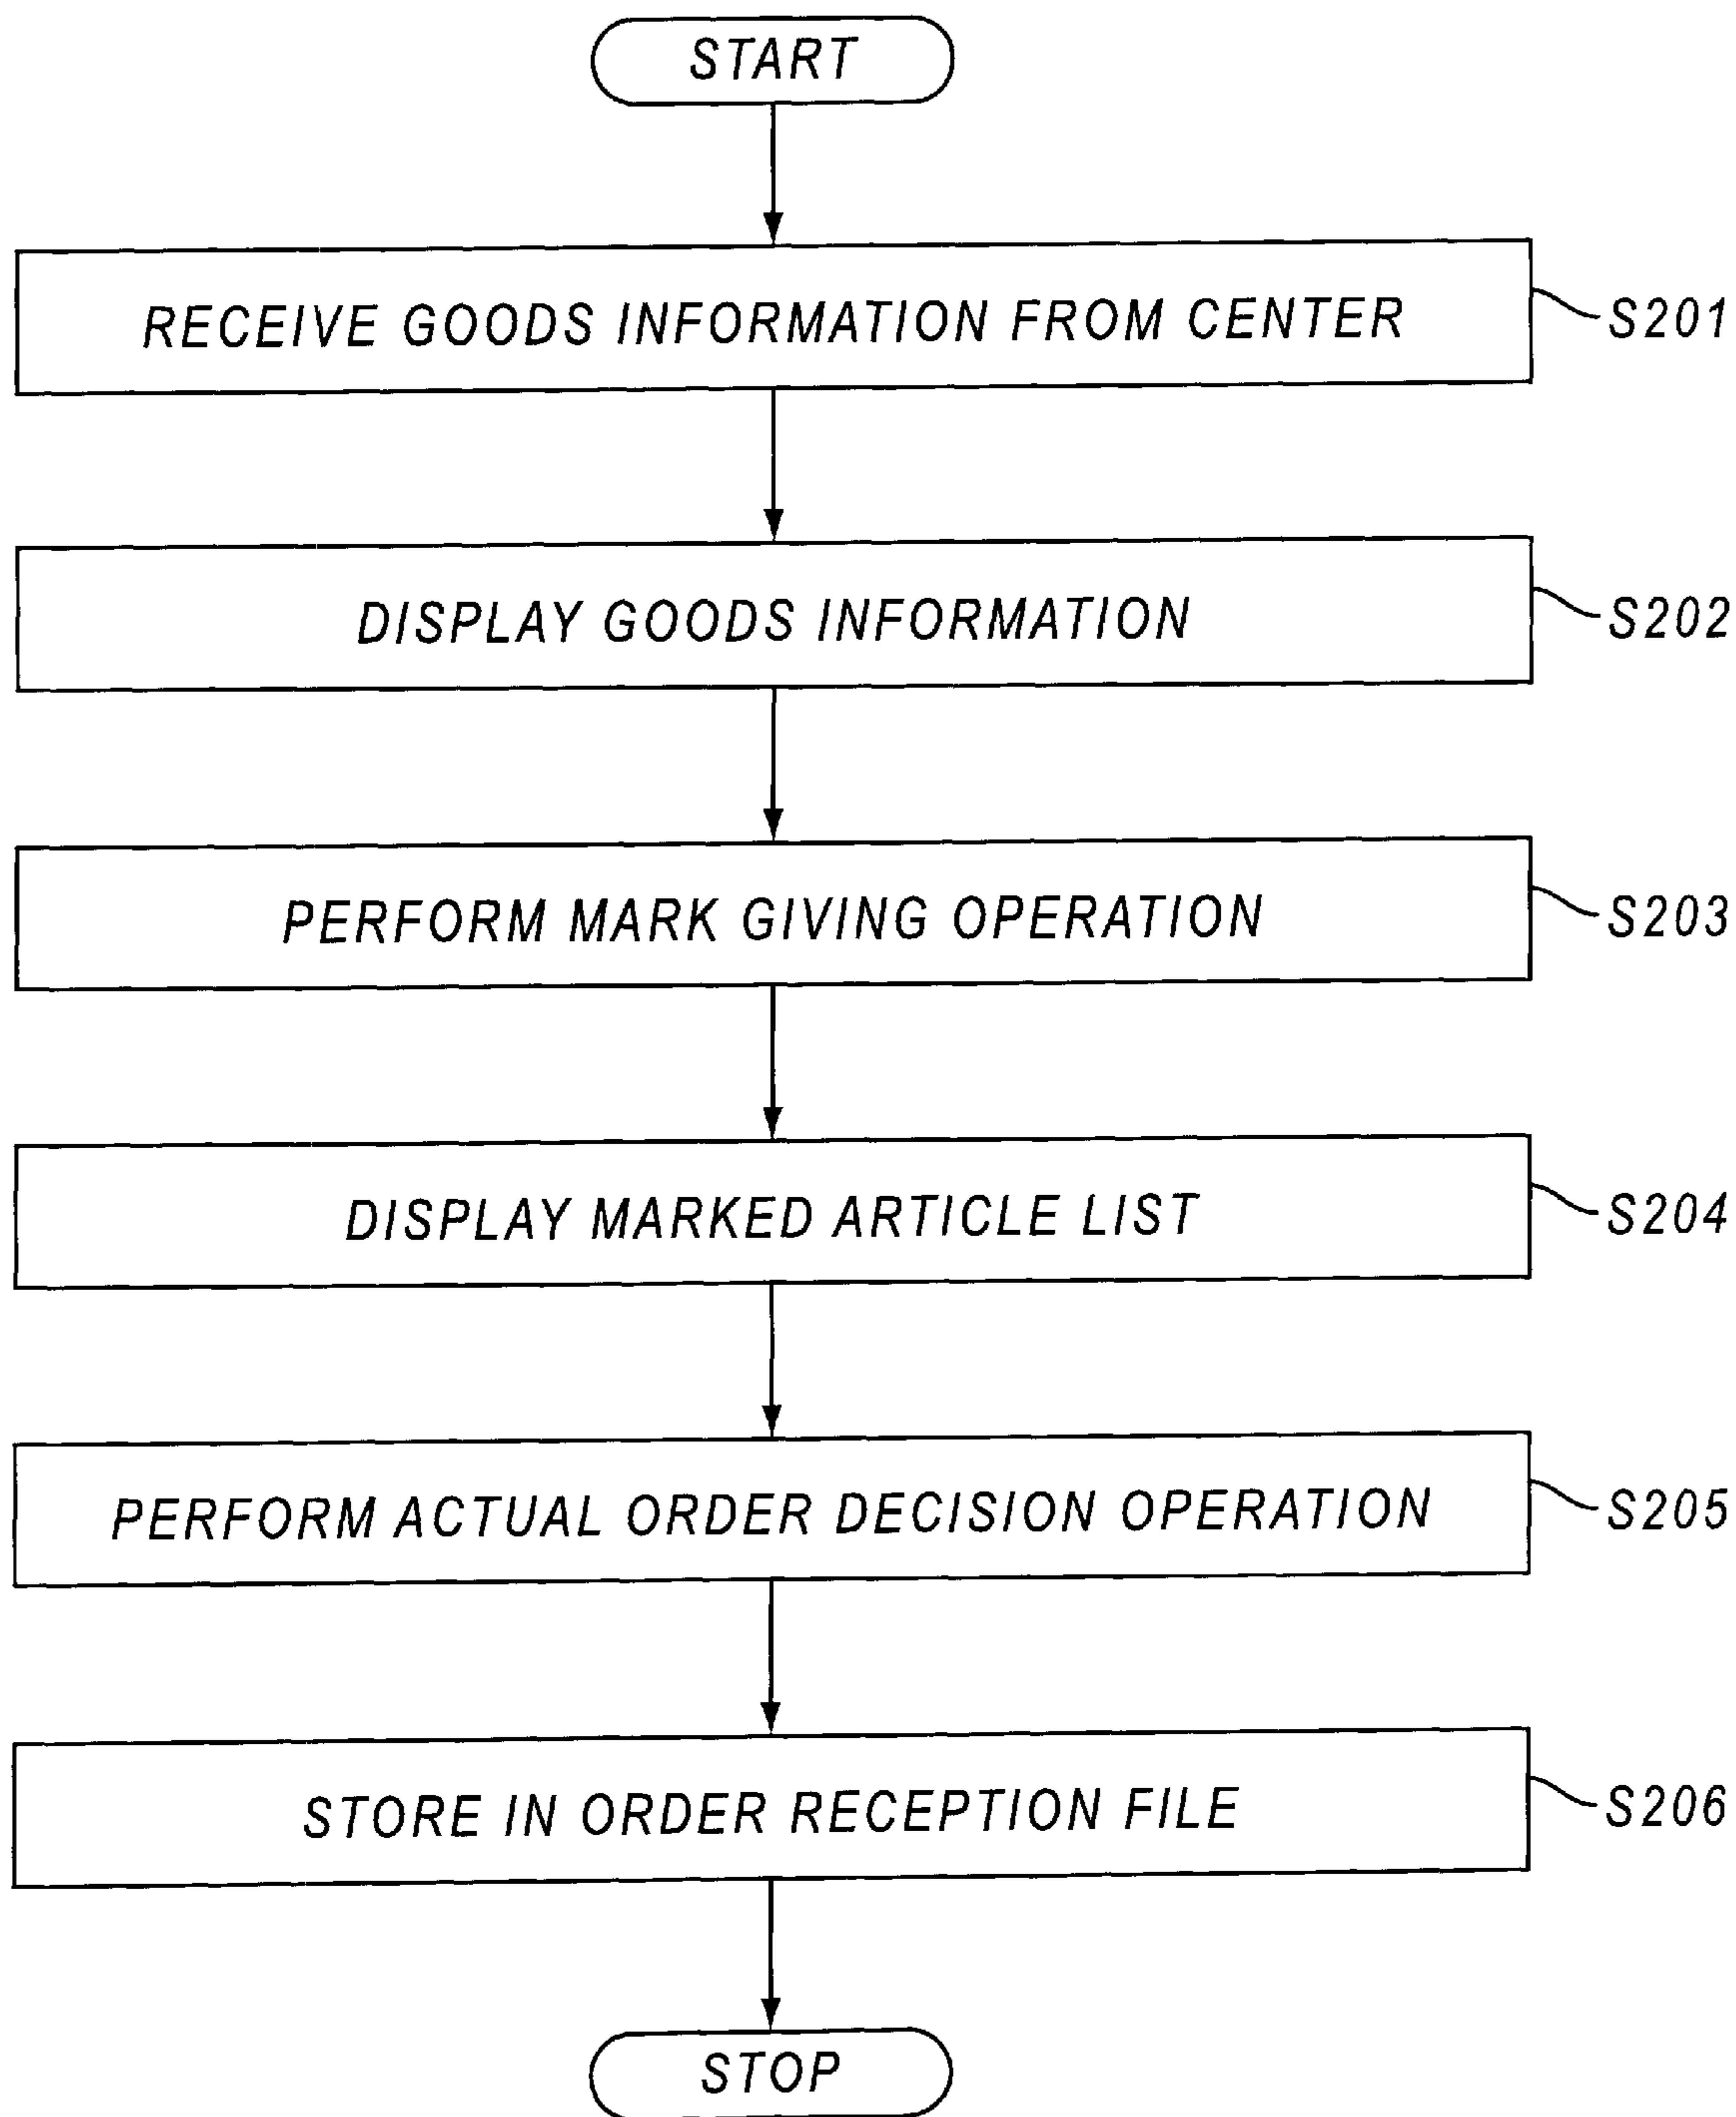 START
RECEIVE GOODS INFORMATION FROM CENTER
S201
DISPLAY GOODS INFORMATION
S202
PERFORM MARK GIVING OPERATION
S203
DISPLAY MARKED ARTICLE LIST
S204
PERFORM ACTUAL ORDER DECISION OPERATION
S205
STORE IN ORDER RECEPTION FILE
S206
STOP